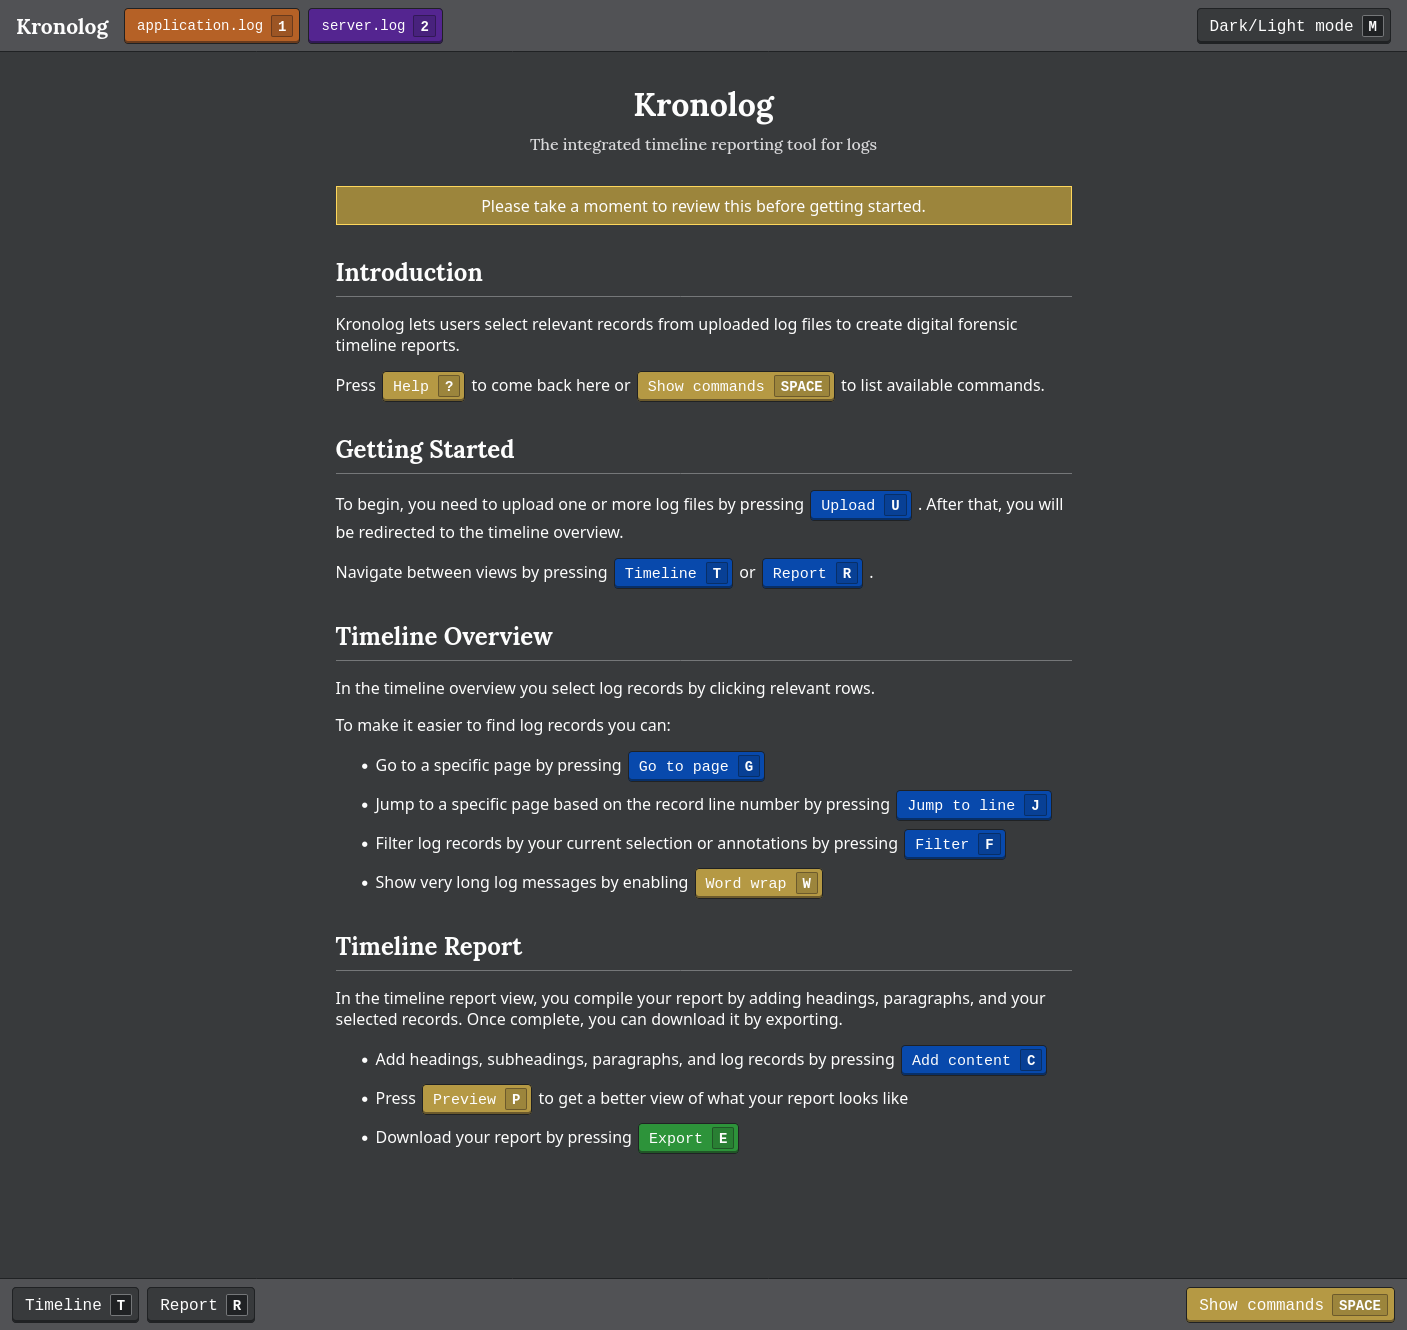 Kronolog application.log 1 server.log 2 Dark/Light mode M
Kronolog
The integrated timeline reporting tool for logs
Please take a moment to review this before getting started.
Introduction
Kronolog lets users select relevant records from uploaded log files to create digital forensic
timeline reports.
Press Help ? to come back here or Show commands SPACE to list available commands.
Getting Started
To begin, you need to upload one or more log files by pressing Upload U . After that, you will
be redirected to the timeline overview.
Navigate between views by pressing Timeline T or Report R .
Timeline Overview
In the timeline overview you select log records by clicking relevant rows.
To make it easier to find log records you can:
• Go to a specific page by pressing Go to page G
• Jump to a specific page based on the record line number by pressing Jump to line J
• Filter log records by your current selection or annotations by pressing Filter F
• Show very long log messages by enabling Word wrap W
Timeline Report
In the timeline report view, you compile your report by adding headings, paragraphs, and your
selected records. Once complete, you can download it by exporting.
• Add headings, subheadings, paragraphs, and log records by pressing Add content C
• Press Preview P to get a better view of what your report looks like
• Download your report by pressing Export E
Timeline T Report R Show commands SPACE